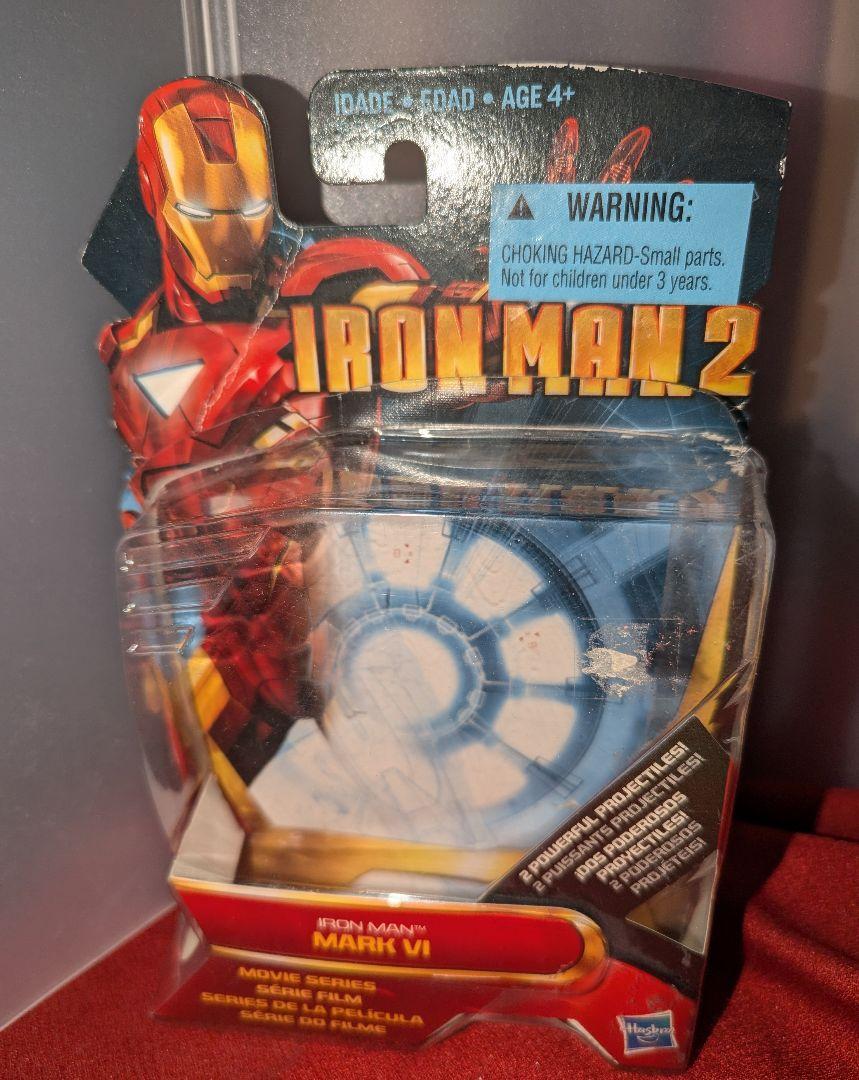 IDADE • EDAD • AGE 4+
WARNING:
CHOKING HAZARD-Small parts.
Not for children under 3 years.
IRON MAN 2
2 POWERFUL PROJECTILES!
2 PUISSANTS PROJECTILES!
¡DOS PODEROSOS
PROYECTILES!
2 PODEROSOS
PROJÉTEIS!
IRON MAN™
MARK VI
MOVIE SERIES
SÉRIE FILM
SERIES DE LA PELÍCULA
SÉRIE DO FILME
Hasbro